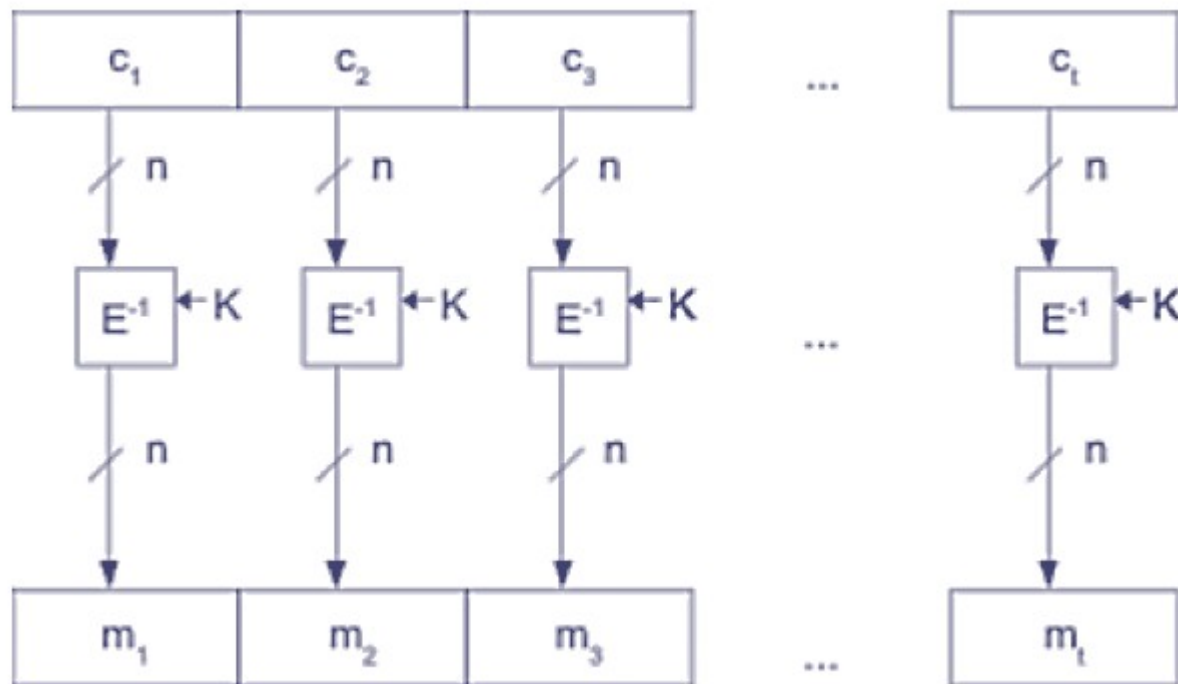 c₁ c₂ c₃ ... cₜ
n n n n
E⁻¹ K E⁻¹ K E⁻¹ K ... E⁻¹ K
n n n n
m₁ m₂ m₃ ... mₜ